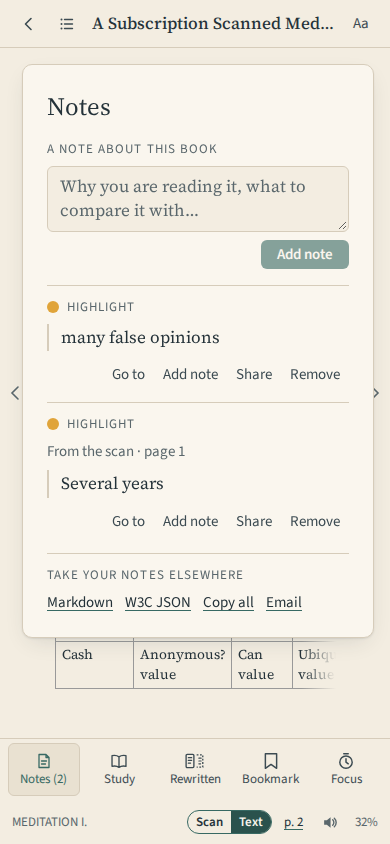 A Subscription Scanned Med...
Aa
Notes
A NOTE ABOUT THIS BOOK
Why you are reading it, what to
compare it with...
Add note
HIGHLIGHT
many false opinions
Go to Add note Share Remove
HIGHLIGHT
From the scan · page 1
Several years
Go to Add note Share Remove
TAKE YOUR NOTES ELSEWHERE
Markdown W3C JSON Copy all Email
Cash Anonymous? Can
value value value
Notes (2) Study Rewritten Bookmark Focus
MEDITATION I. Scan Text p. 2 32%